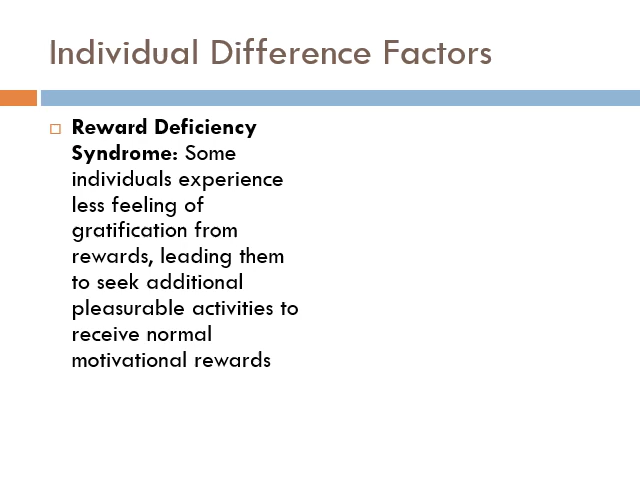 Individual Difference Factors
Reward Deficiency
Syndrome: Some
individuals experience
less feeling of
gratification from
rewards, leading them
to seek additional
pleasurable activities to
receive normal
motivational rewards